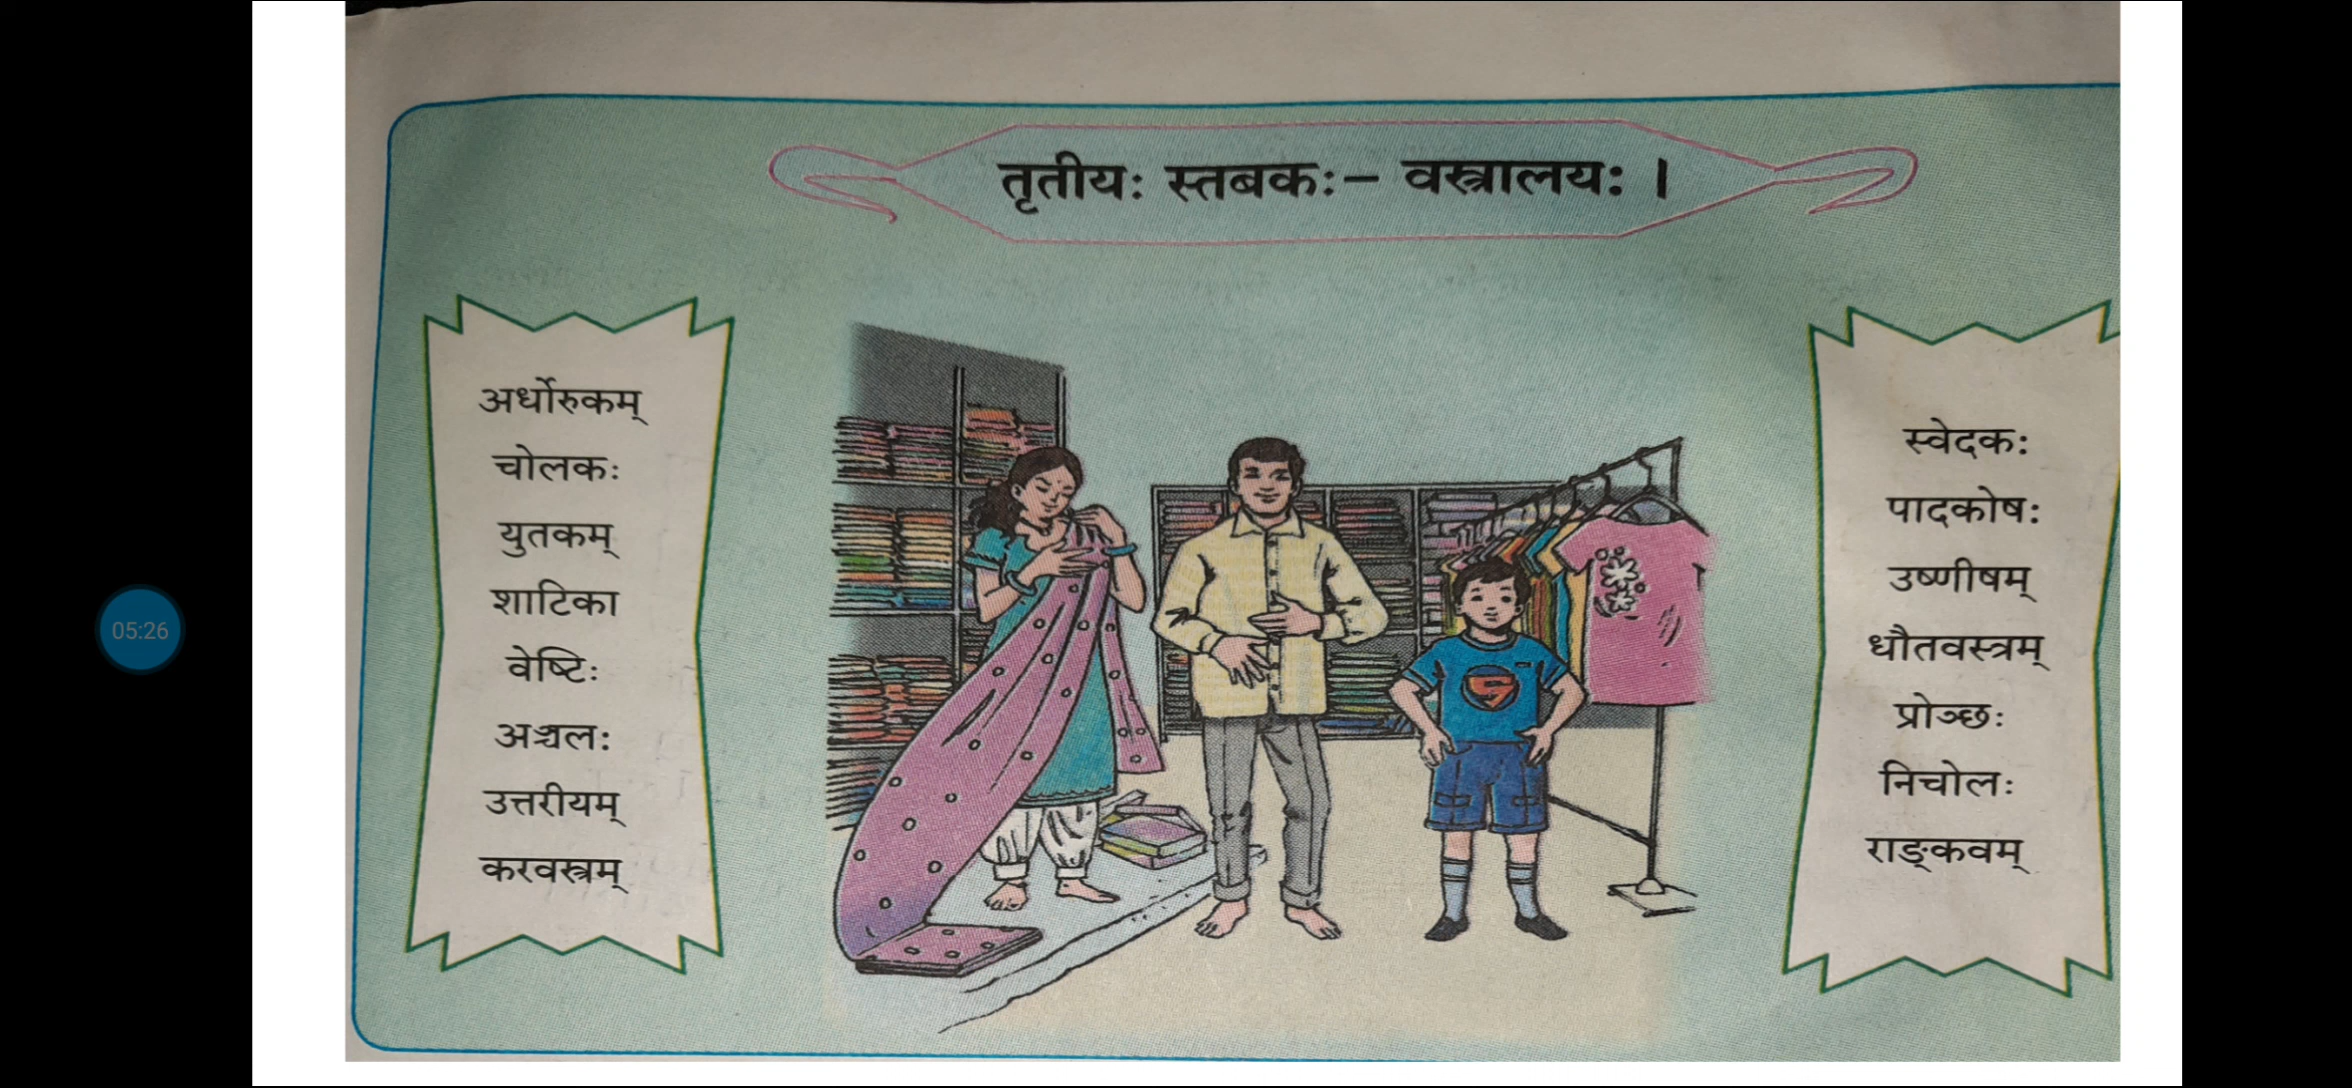 तृतीयः स्तबकः– वस्त्रालयः ।
अर्धोरुकम्
चोलकः
युतकम्
शाटिका
वेष्टिः
अञ्चलः
उत्तरीयम्
करवस्त्रम्
स्वेदकः
पादकोषः
उष्णीषम्
धौतवस्त्रम्
प्रोञ्छः
निचोलः
राङ्कवम्
05:26